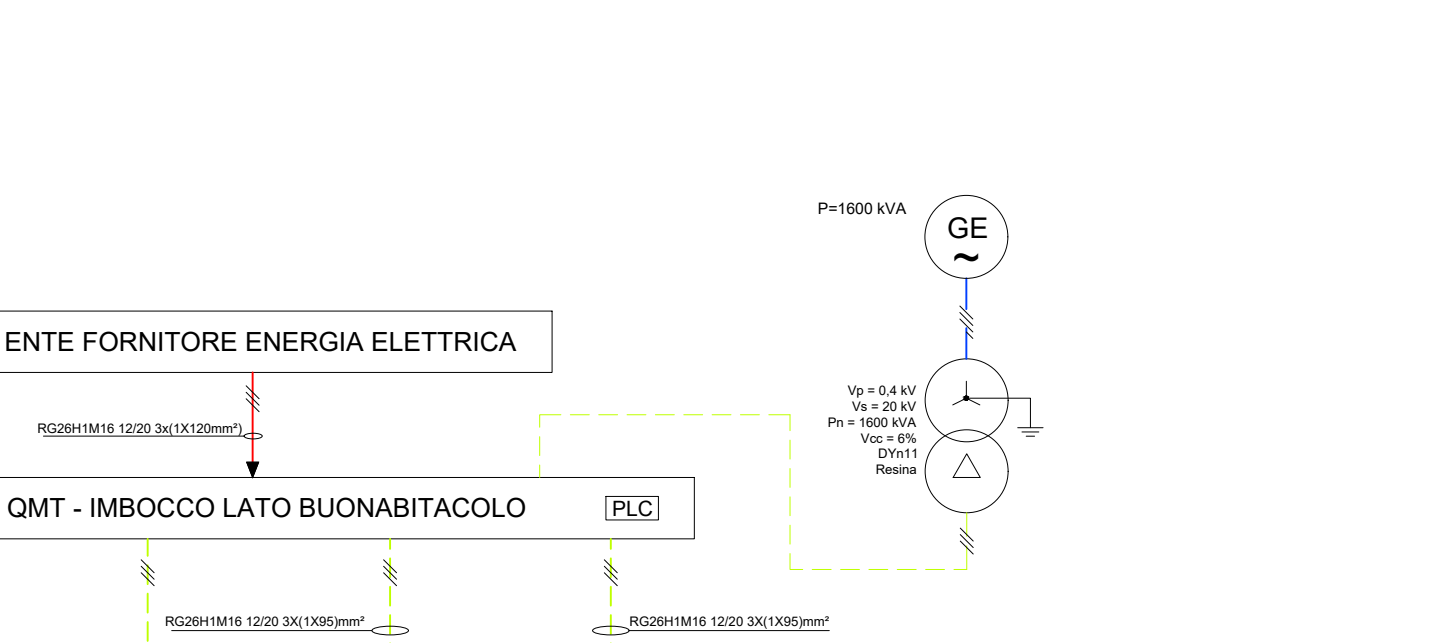 P=1600 kVA
GE
~
ENTE FORNITORE ENERGIA ELETTRICA
Vp = 0,4 kV
Vs = 20 kV
Pn = 1600 kVA
Vcc = 6%
DYn11
Resina
RG26H1M16 12/20 3x(1X120mm²)
QMT - IMBOCCO LATO BUONABITACOLO
PLC
RG26H1M16 12/20 3X(1X95)mm²
RG26H1M16 12/20 3X(1X95)mm²